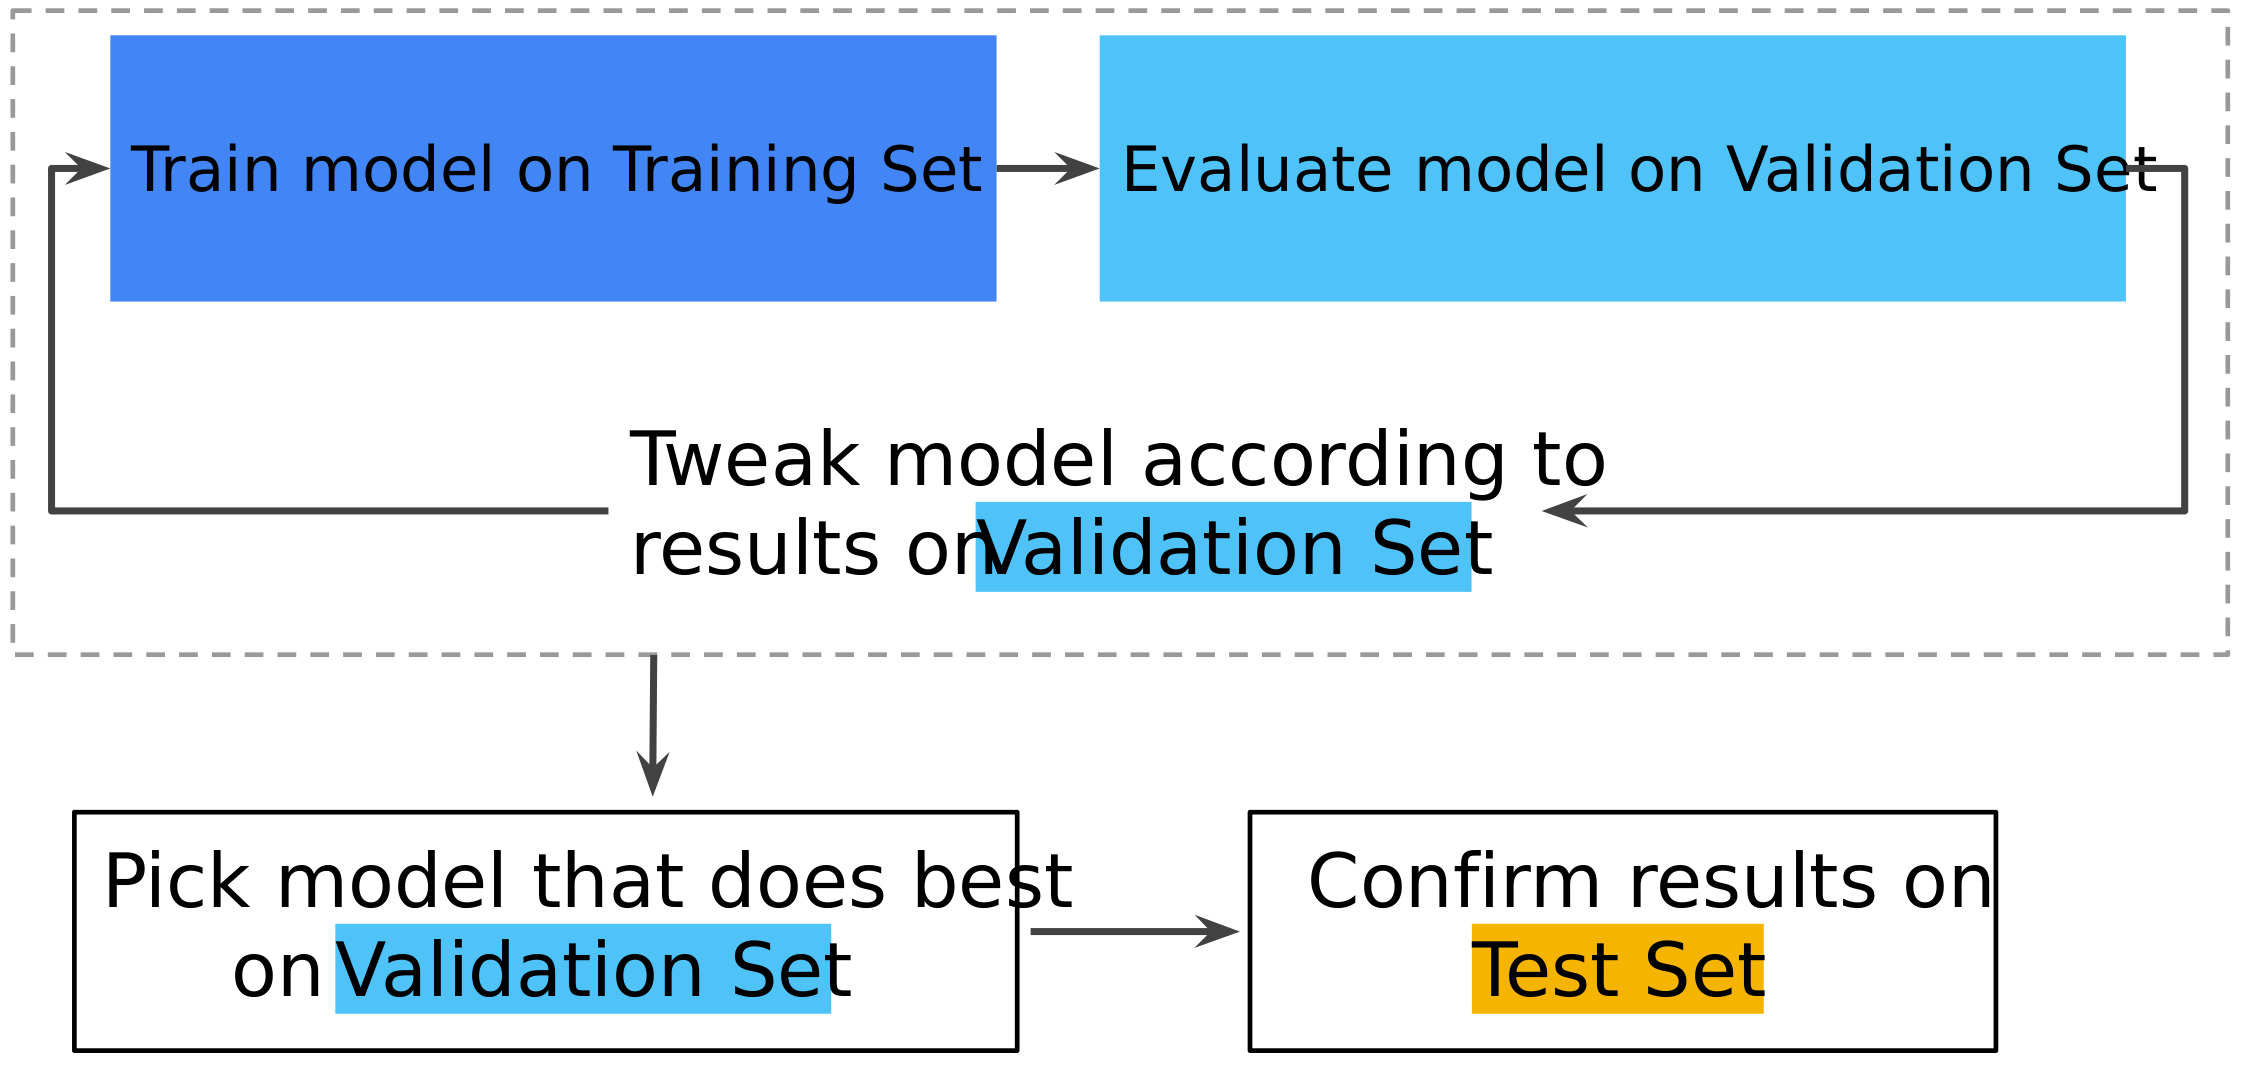 Train model on Training Set
Evaluate model on Validation Set
Tweak model according to
results on Validation Set
Pick model that does best
on Validation Set
Confirm results on
Test Set